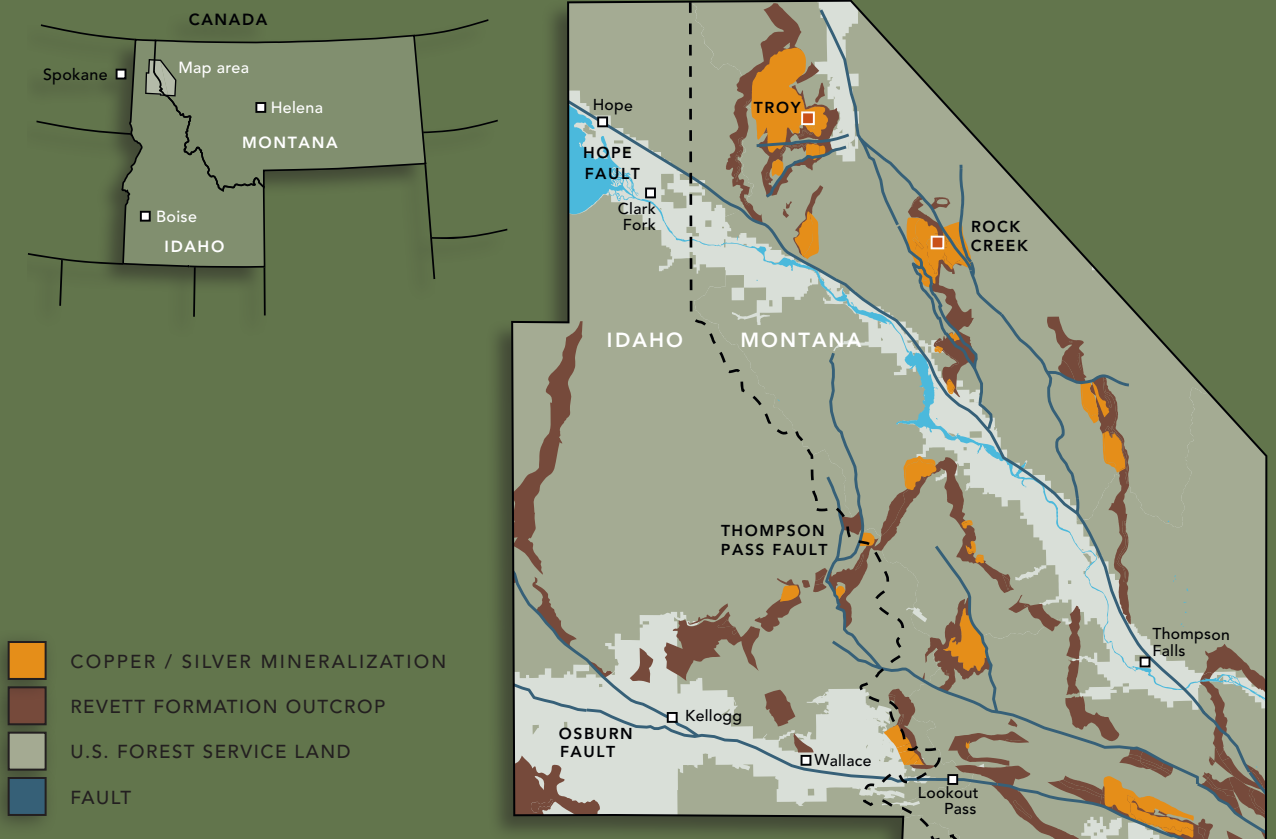 CANADA
Spokane
Map area
Helena
MONTANA
Boise
IDAHO
Hope
HOPE
FAULT
Clark
Fork
TROY
ROCK
CREEK
IDAHO
MONTANA
THOMPSON
PASS FAULT
Thompson
Falls
Kellogg
OSBURN
FAULT
Wallace
Lookout
Pass
COPPER / SILVER MINERALIZATION
REVETT FORMATION OUTCROP
U.S. FOREST SERVICE LAND
FAULT